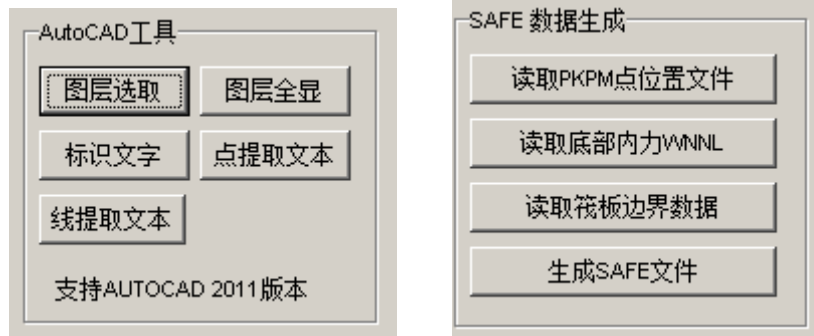 AutoCAD工具
图层选取
图层全显
标识文字
点提取文本
线提取文本
支持AUTOCAD 2011版本
SAFE 数据生成
读取PKPM点位置文件
读取底部内力WNNL
读取筏板边界数据
生成SAFE文件